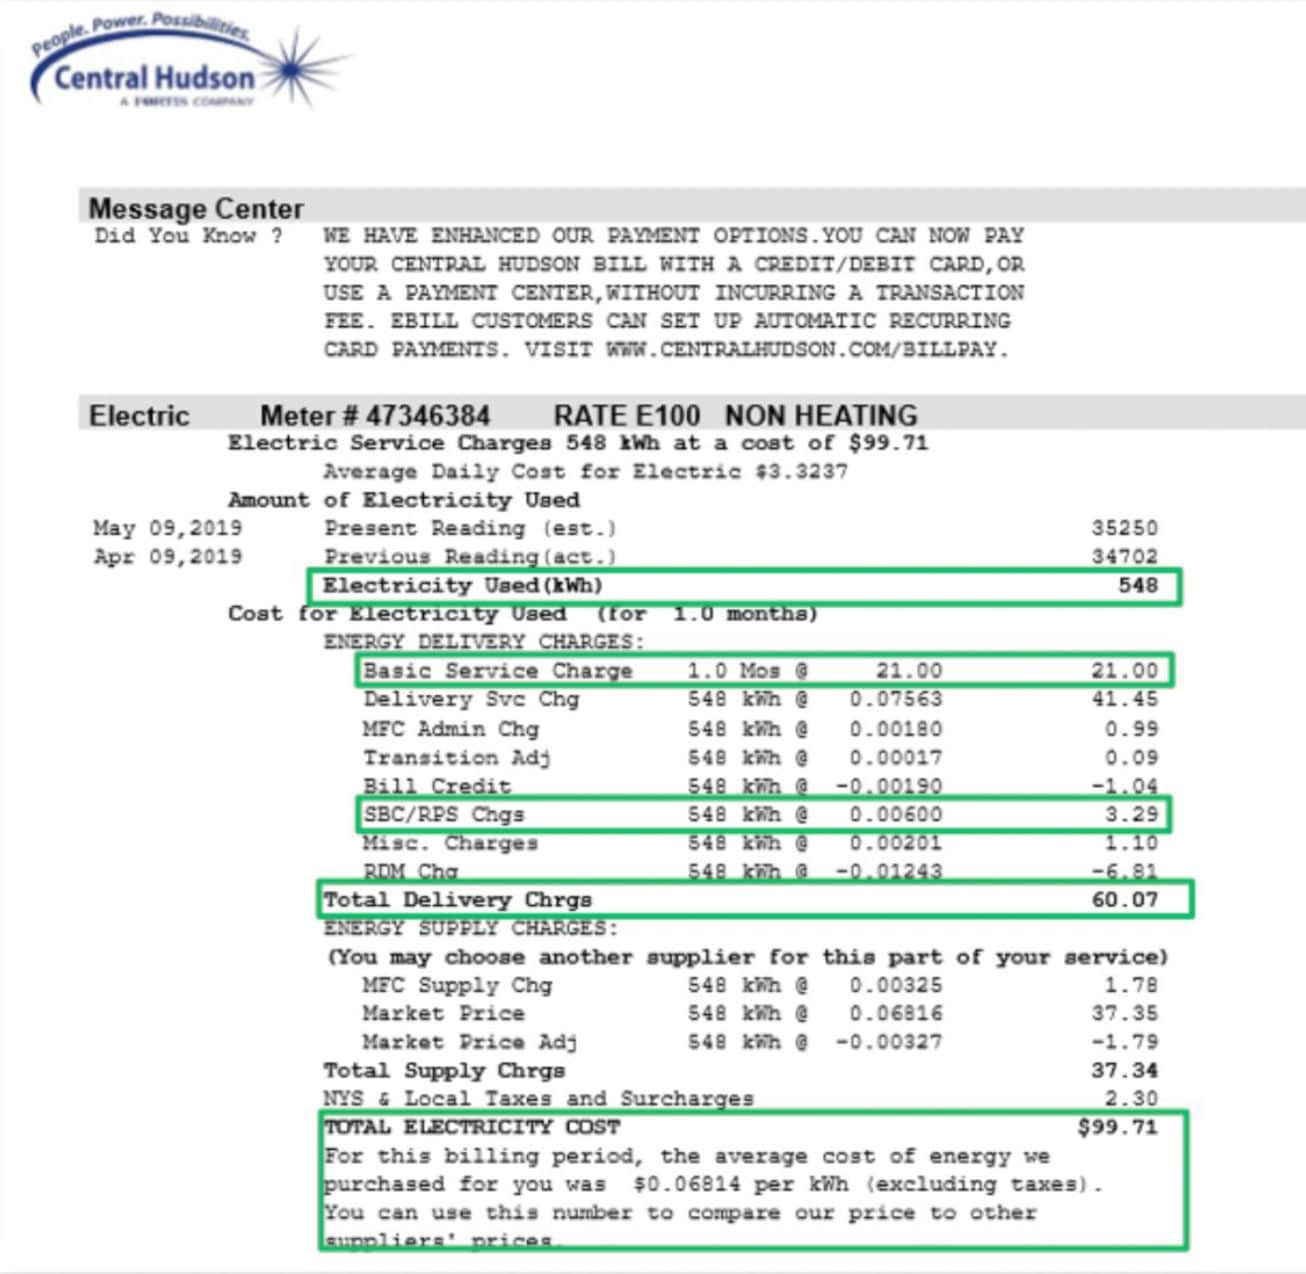 People. Power. Possibilities.
Central Hudson
A FORTIS COMPANY
Message Center
Did You Know ? WE HAVE ENHANCED OUR PAYMENT OPTIONS.YOU CAN NOW PAY
YOUR CENTRAL HUDSON BILL WITH A CREDIT/DEBIT CARD,OR
USE A PAYMENT CENTER,WITHOUT INCURRING A TRANSACTION
FEE. EBILL CUSTOMERS CAN SET UP AUTOMATIC RECURRING
CARD PAYMENTS. VISIT WWW.CENTRALHUDSON.COM/BILLPAY.
Electric Meter # 47346384 RATE E100 NON HEATING
Electric Service Charges 548 kWh at a cost of $99.71
Average Daily Cost for Electric $3.3237
Amount of Electricity Used
May 09,2019 Present Reading (est.) 35250
Apr 09,2019 Previous Reading(act.) 34702
Electricity Used(kWh) 548
Cost for Electricity Used (for 1.0 months)
ENERGY DELIVERY CHARGES:
Basic Service Charge 1.0 Mos @ 21.00 21.00
Delivery Svc Chg 548 kWh @ 0.07563 41.45
MFC Admin Chg 548 kWh @ 0.00180 0.99
Transition Adj 548 kWh @ 0.00017 0.09
Bill Credit 548 kWh @ -0.00190 -1.04
SBC/RPS Chgs 548 kWh @ 0.00600 3.29
Misc. Charges 548 kWh @ 0.00201 1.10
RDM Chg 548 kWh @ -0.01243 -6.81
Total Delivery Chrgs 60.07
ENERGY SUPPLY CHARGES:
(You may choose another supplier for this part of your service)
MFC Supply Chg 548 kWh @ 0.00325 1.78
Market Price 548 kWh @ 0.06816 37.35
Market Price Adj 548 kWh @ -0.00327 -1.79
Total Supply Chrgs 37.34
NYS & Local Taxes and Surcharges 2.30
TOTAL ELECTRICITY COST $99.71
For this billing period, the average cost of energy we
purchased for you was $0.06814 per kWh (excluding taxes).
You can use this number to compare our price to other
suppliers' prices.